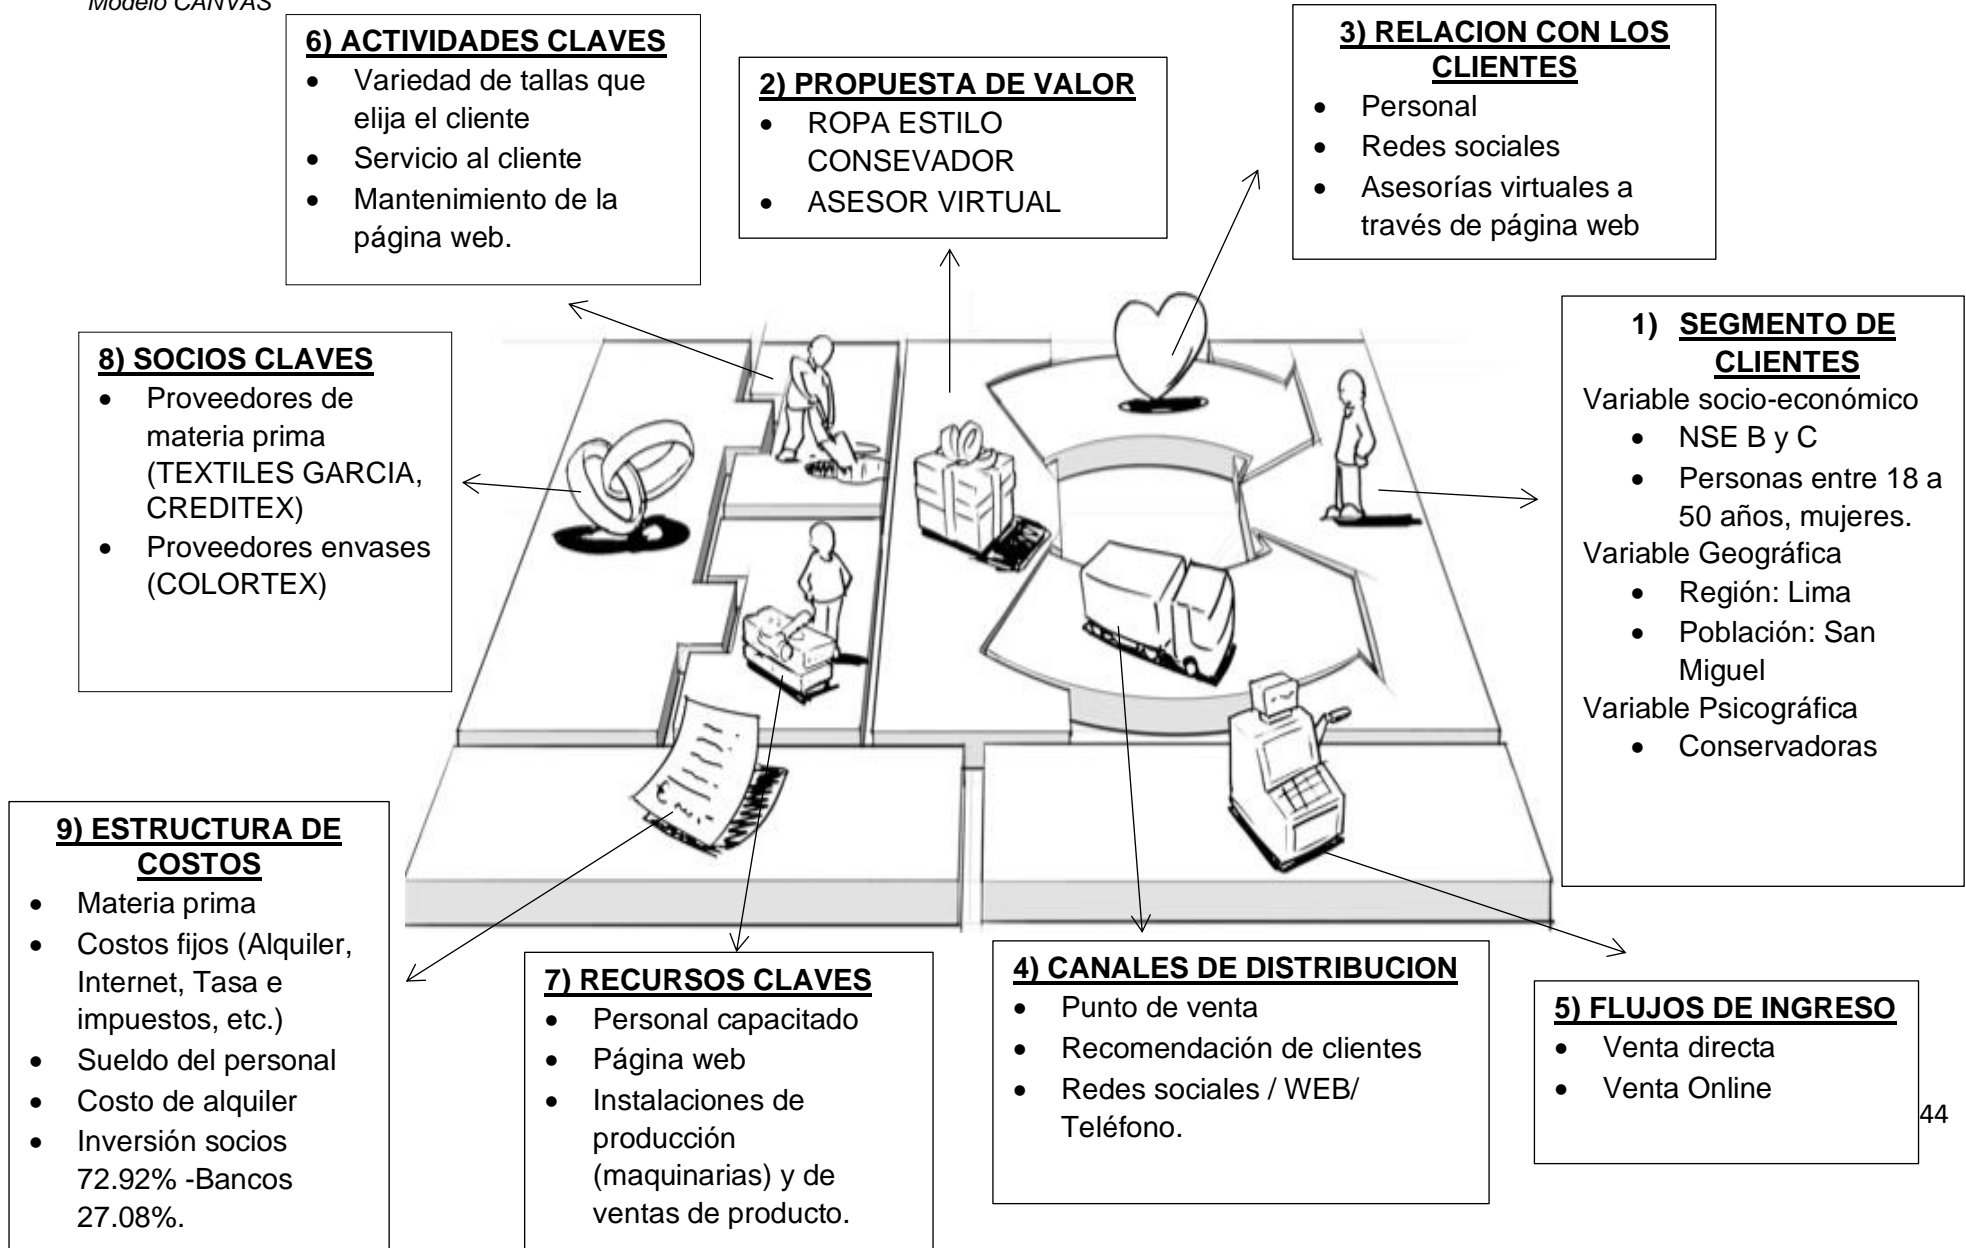 Modelo CANVAS
6) ACTIVIDADES CLAVES
• Variedad de tallas que
elija el cliente
• Servicio al cliente
• Mantenimiento de la
página web.
2) PROPUESTA DE VALOR
• ROPA ESTILO
CONSEVADOR
• ASESOR VIRTUAL
3) RELACION CON LOS
CLIENTES
• Personal
• Redes sociales
• Asesorías virtuales a
través de página web
8) SOCIOS CLAVES
• Proveedores de
materia prima
(TEXTILES GARCIA,
CREDITEX)
• Proveedores envases
(COLORTEX)
1) SEGMENTO DE
CLIENTES
Variable socio-económico
• NSE B y C
• Personas entre 18 a
50 años, mujeres.
Variable Geográfica
• Región: Lima
• Población: San
Miguel
Variable Psicográfica
• Conservadoras
9) ESTRUCTURA DE
COSTOS
• Materia prima
• Costos fijos (Alquiler,
Internet, Tasa e
impuestos, etc.)
• Sueldo del personal
• Costo de alquiler
• Inversión socios
72.92% -Bancos
27.08%.
7) RECURSOS CLAVES
• Personal capacitado
• Página web
• Instalaciones de
producción
(maquinarias) y de
ventas de producto.
4) CANALES DE DISTRIBUCION
• Punto de venta
• Recomendación de clientes
• Redes sociales / WEB/
Teléfono.
5) FLUJOS DE INGRESO
• Venta directa
• Venta Online
44